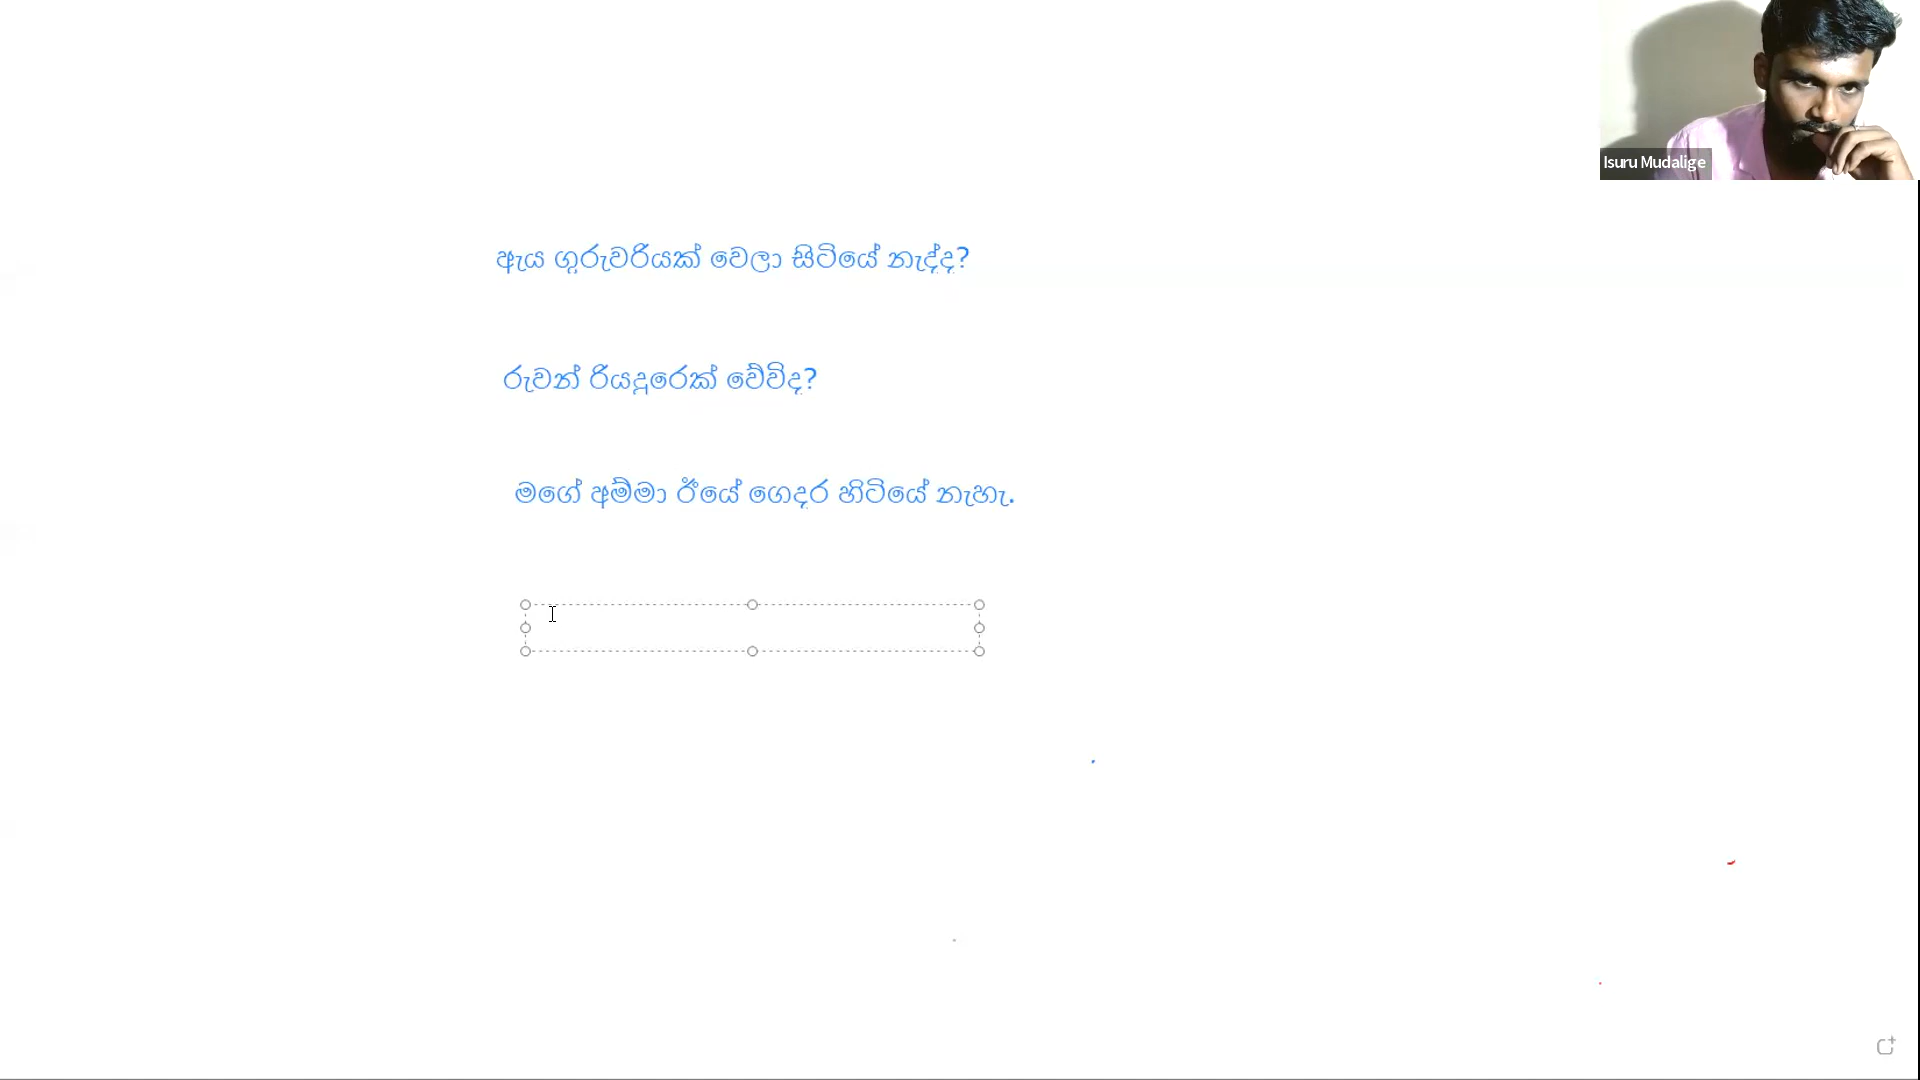 Isuru Mudalige
ඇය ගුරුවරියක් වෙලා සිටියේ නැද්ද?
රුවන් රියදුරෙක් වේවිද?
මගේ අම්මා ඊයේ ගෙදර හිටියේ නැහැ.